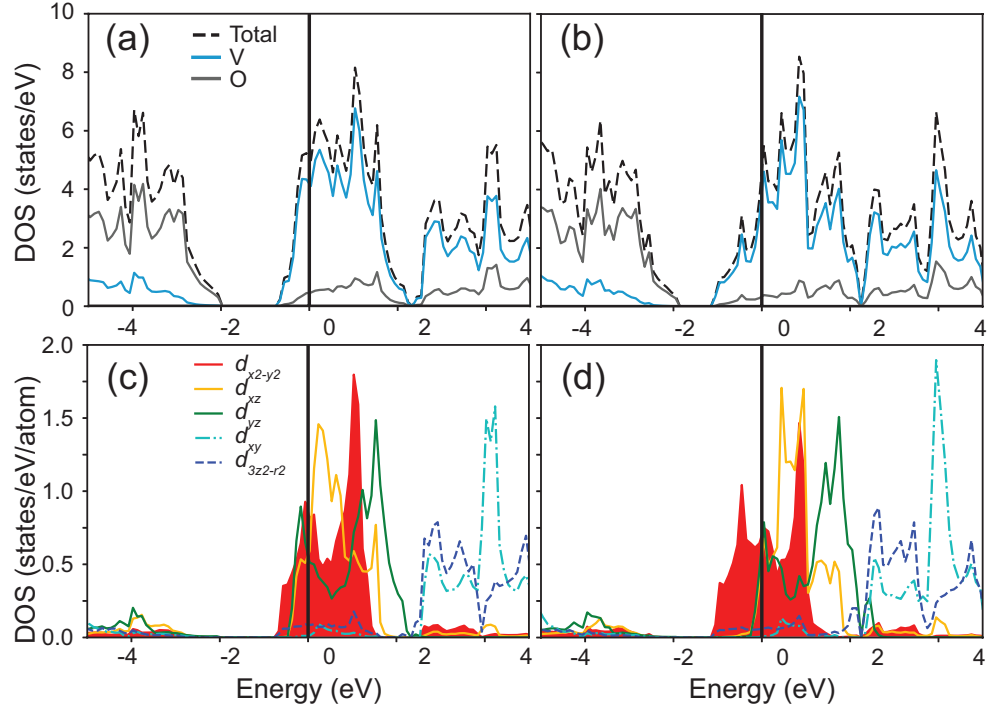 10
8
6
4
2
0
DOS (states/eV)
(a)
Total
V
O
-4
-2
0
2
4
(b)
-4
-2
0
2
4
2.0
1.5
1.0
0.5
0.0
DOS (states/eV/atom)
(c)
dx2-y2
dxz
dyz
dxy
d3z2-r2
-4
-2
0
2
4
Energy (eV)
(d)
-4
-2
0
2
4
Energy (eV)